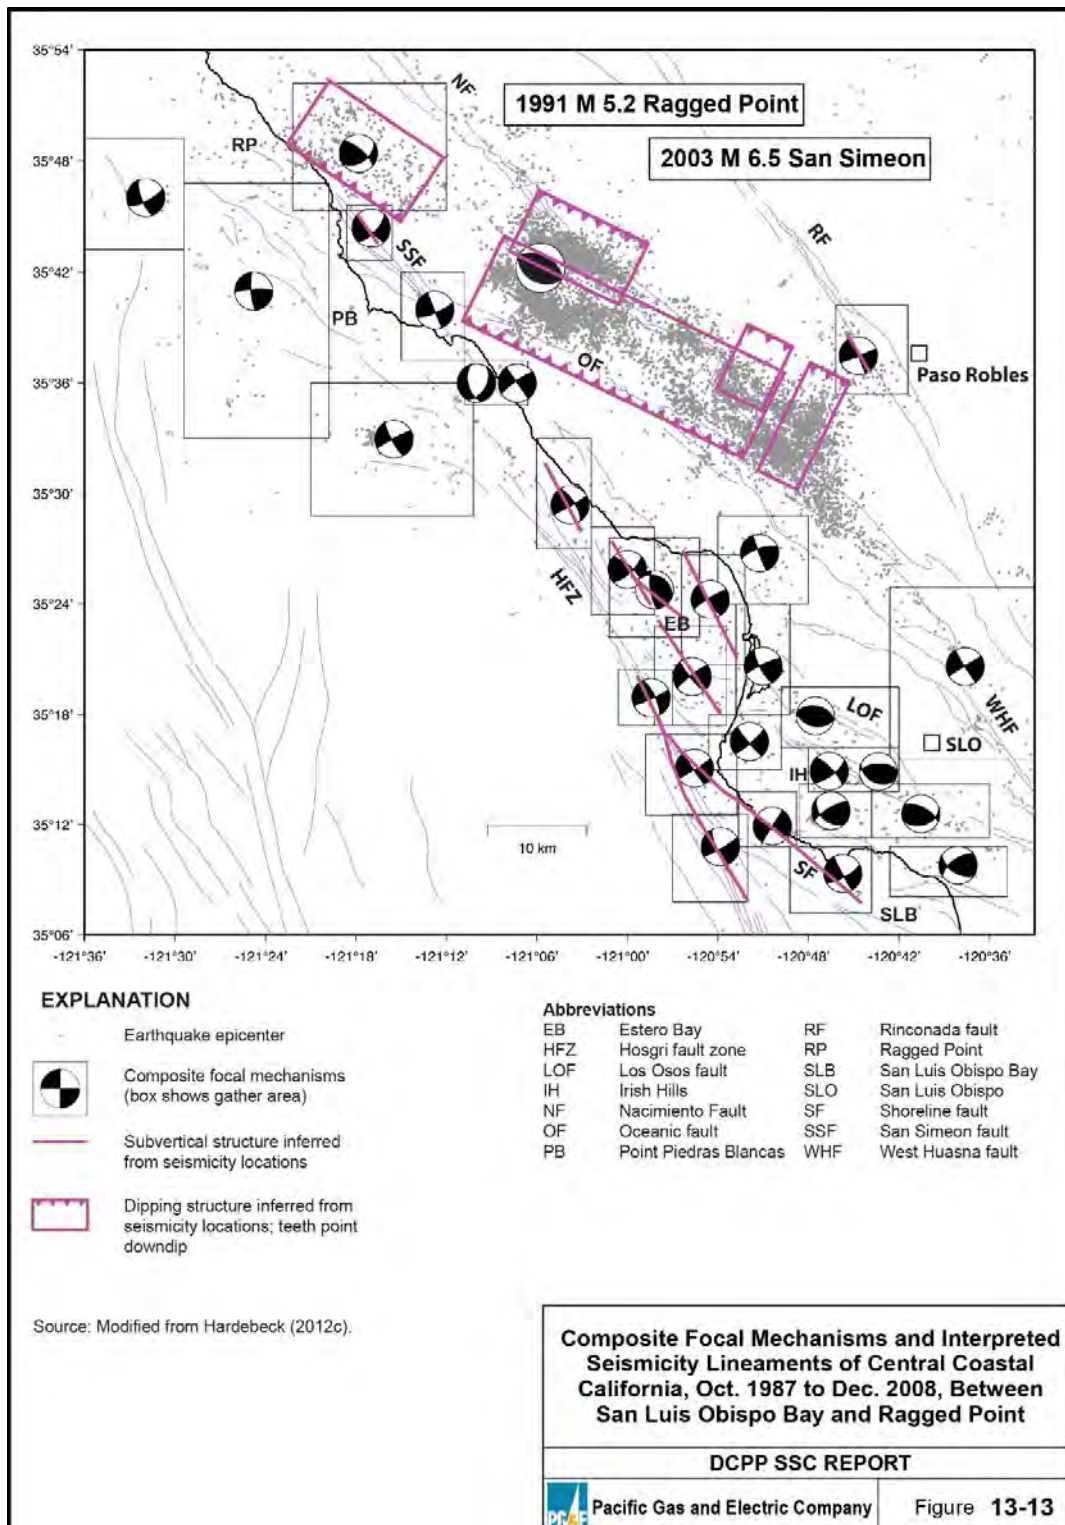 35°54'
NF
1991 M 5.2 Ragged Point
2003 M 6.5 San Simeon
35°48'
RP
RF
SSF
35°42'
PB
OF
35°36'
Paso Robles
35°30'
HFZ
35°24'
EB
WHF
35°18'
LOF
SLO
IH
35°12'
10 km
SF
SLB
35°06'
-121°36' -121°30' -121°24' -121°18' -121°12' -121°06' -121°00' -120°54' -120°48' -120°42' -120°36'
EXPLANATION
Earthquake epicenter
Composite focal mechanisms
(box shows gather area)
Subvertical structure inferred
from seismicity locations
Dipping structure inferred from
seismicity locations; teeth point
downdip
Abbreviations
EB Estero Bay RF Rinconada fault
HFZ Hosgri fault zone RP Ragged Point
LOF Los Osos fault SLB San Luis Obispo Bay
IH Irish Hills SLO San Luis Obispo
NF Nacimiento Fault SF Shoreline fault
OF Oceanic fault SSF San Simeon fault
PB Point Piedras Blancas WHF West Huasna fault
Source: Modified from Hardebeck (2012c).
Composite Focal Mechanisms and Interpreted
Seismicity Lineaments of Central Coastal
California, Oct. 1987 to Dec. 2008, Between
San Luis Obispo Bay and Ragged Point
DCPP SSC REPORT
PG&E Pacific Gas and Electric Company Figure 13-13